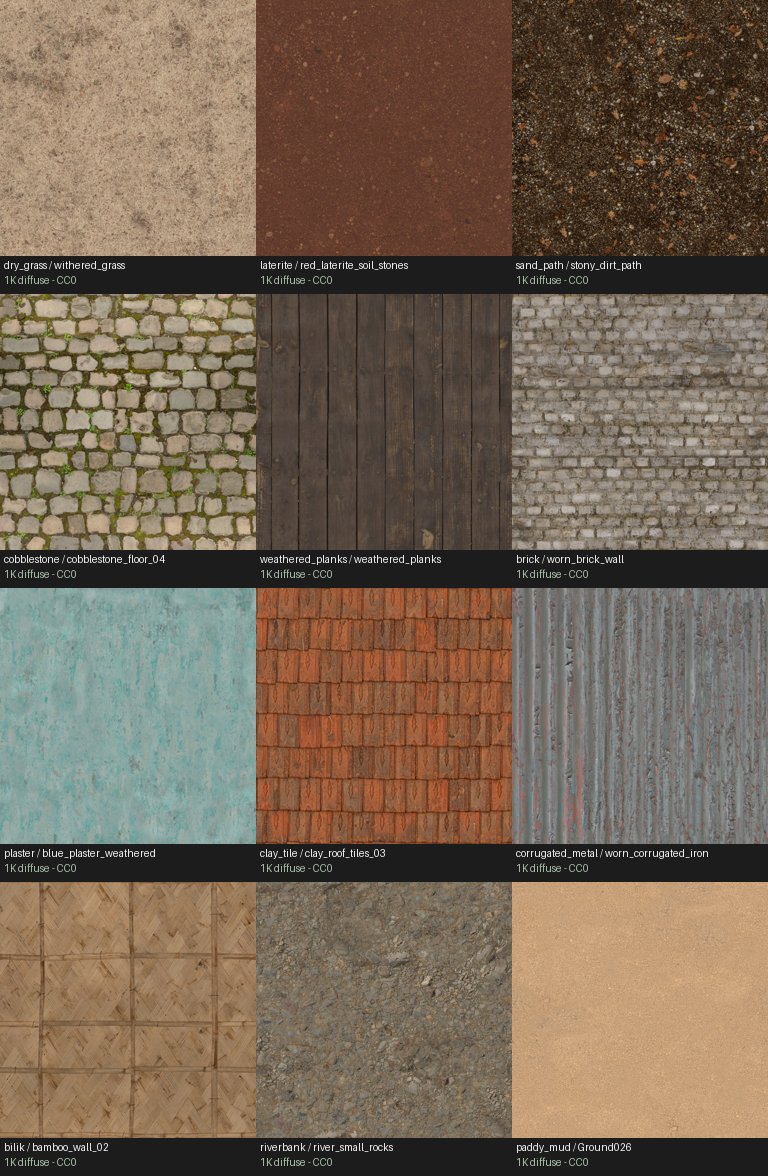 dry_grass / withered_grass
1K diffuse - CC0
laterite / red_laterite_soil_stones
1K diffuse - CC0
sand_path / stony_dirt_path
1K diffuse - CC0
cobblestone / cobblestone_floor_04
1K diffuse - CC0
weathered_planks / weathered_planks
1K diffuse - CC0
brick / worn_brick_wall
1K diffuse - CC0
plaster / blue_plaster_weathered
1K diffuse - CC0
clay_tile / clay_roof_tiles_03
1K diffuse - CC0
corrugated_metal / worn_corrugated_iron
1K diffuse - CC0
bilik / bamboo_wall_02
1K diffuse - CC0
riverbank / river_small_rocks
1K diffuse - CC0
paddy_mud / Ground026
1K diffuse - CC0